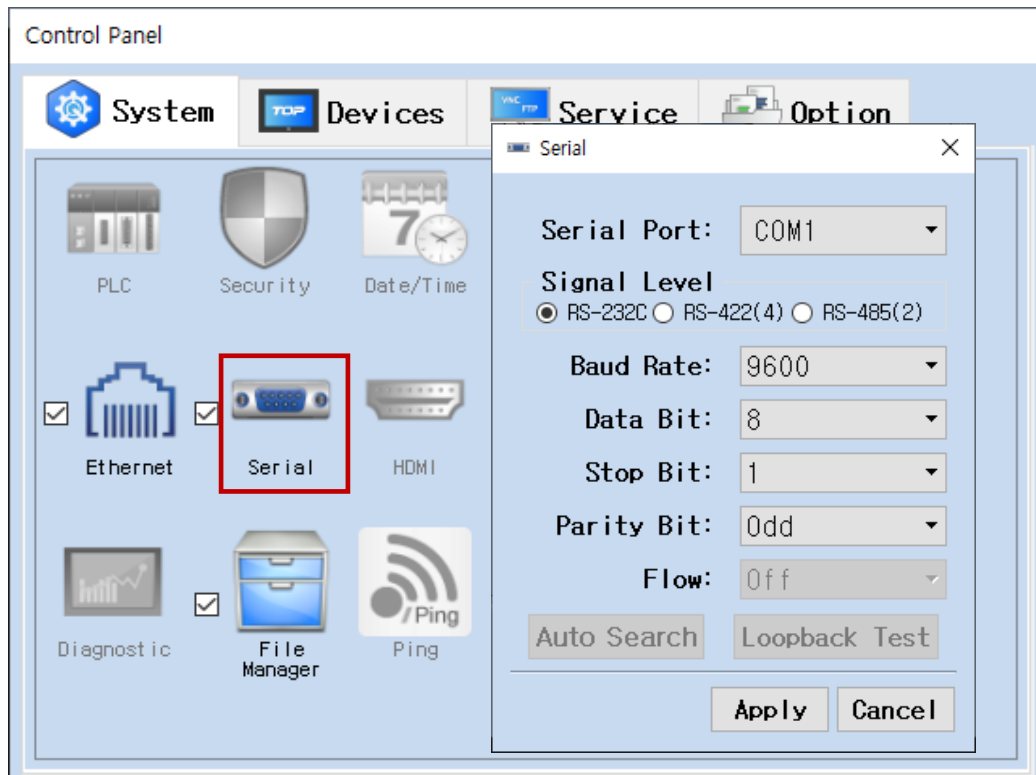 Control Panel
System
TOP
Devices
VNC
FTP
Service
Option
PLC
Security
7
Date/Time
Ethernet
Serial
HDMI
Diagnostic
File
Manager
/Ping
Ping
Serial
Serial Port: COM1
Signal Level
RS-232C RS-422(4) RS-485(2)
Baud Rate: 9600
Data Bit: 8
Stop Bit: 1
Parity Bit: Odd
Flow: Off
Auto Search Loopback Test
Apply Cancel